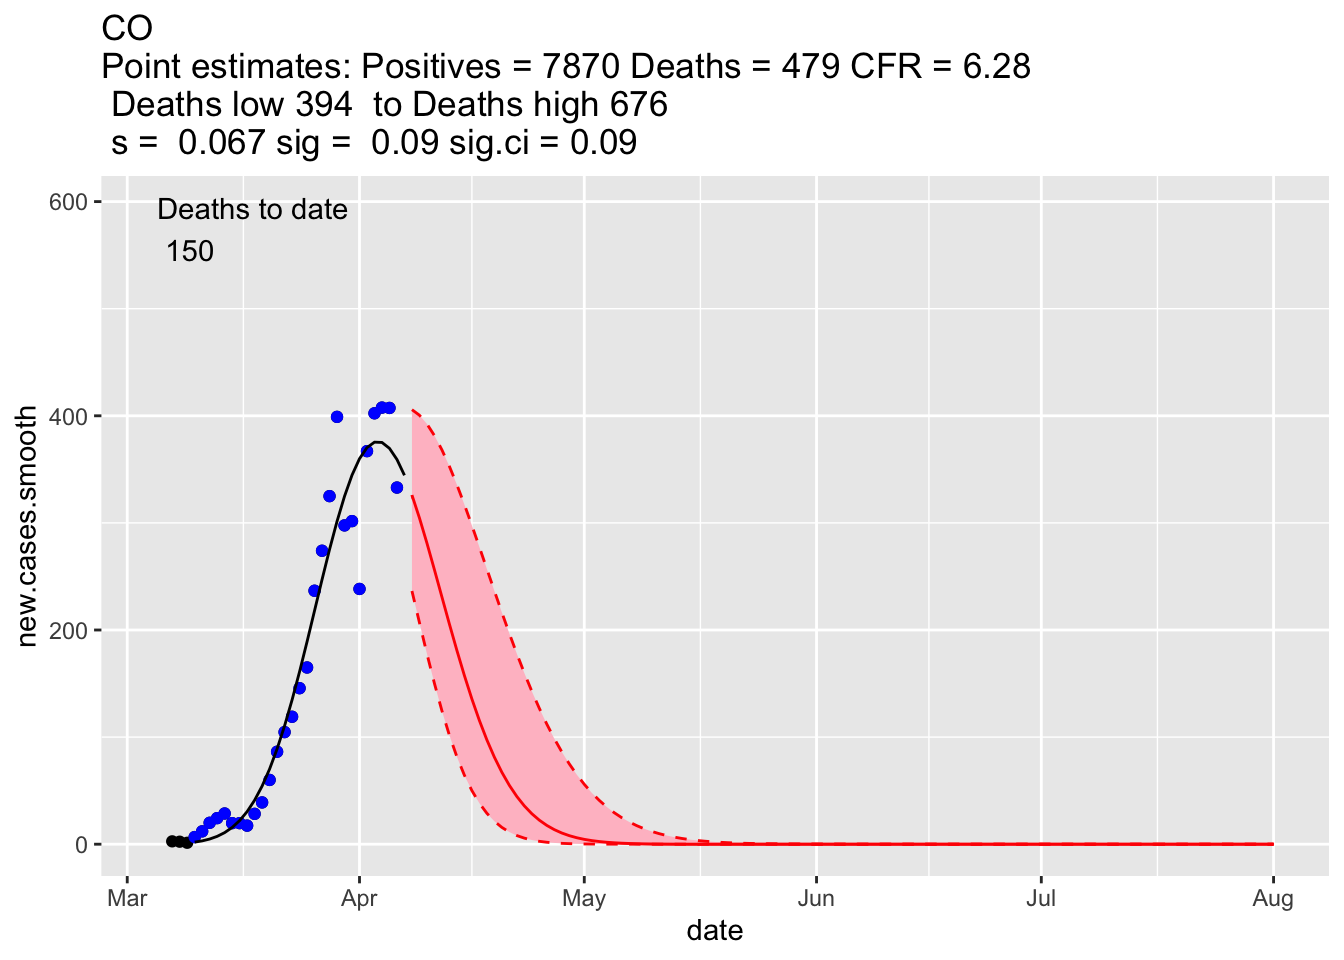 CO
Point estimates: Positives = 7870 Deaths = 479 CFR = 6.28
Deaths low 394  to Deaths high 676
s =  0.067 sig =  0.09 sig.ci = 0.09
Deaths to date
150
600
400
200
0
new.cases.smooth
Mar Apr May Jun Jul Aug
date